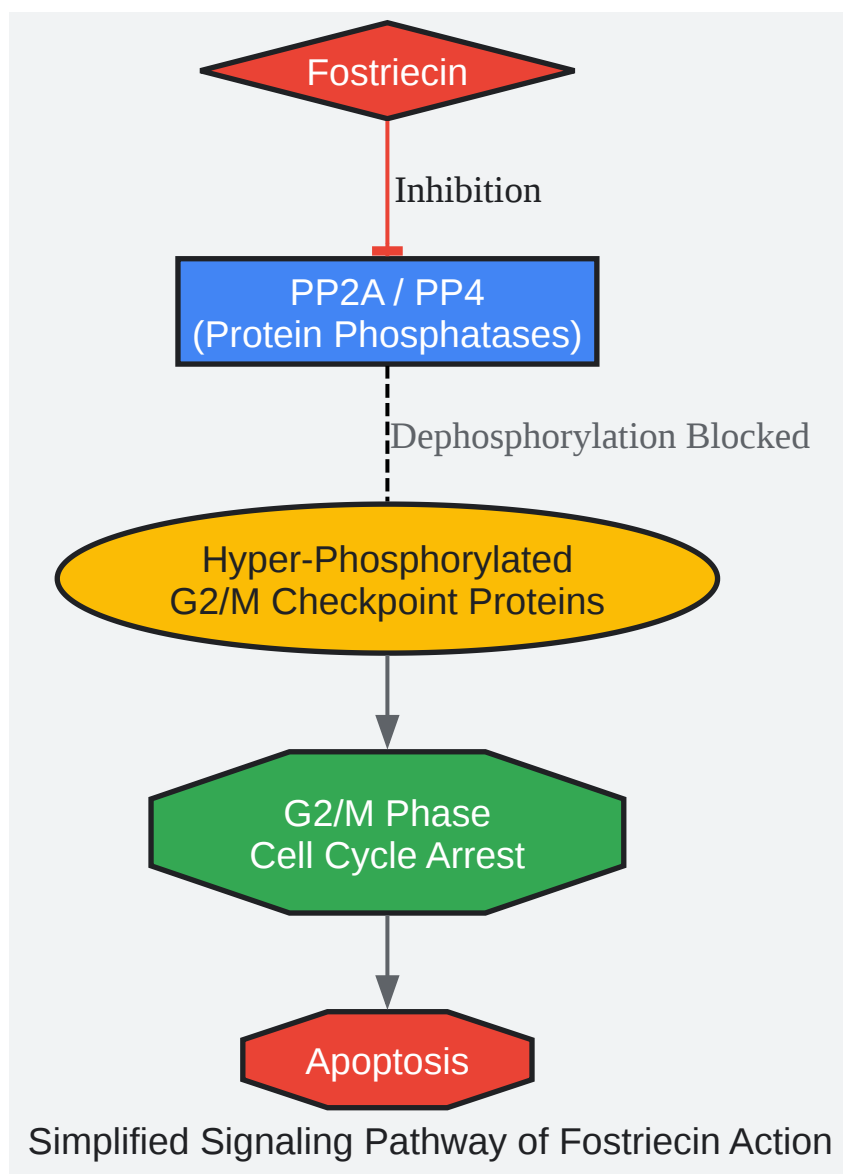 Fostriecin
Inhibition
PP2A / PP4
(Protein Phosphatases)
Dephosphorylation Blocked
Hyper-Phosphorylated
G2/M Checkpoint Proteins
G2/M Phase
Cell Cycle Arrest
Apoptosis
Simplified Signaling Pathway of Fostriecin Action